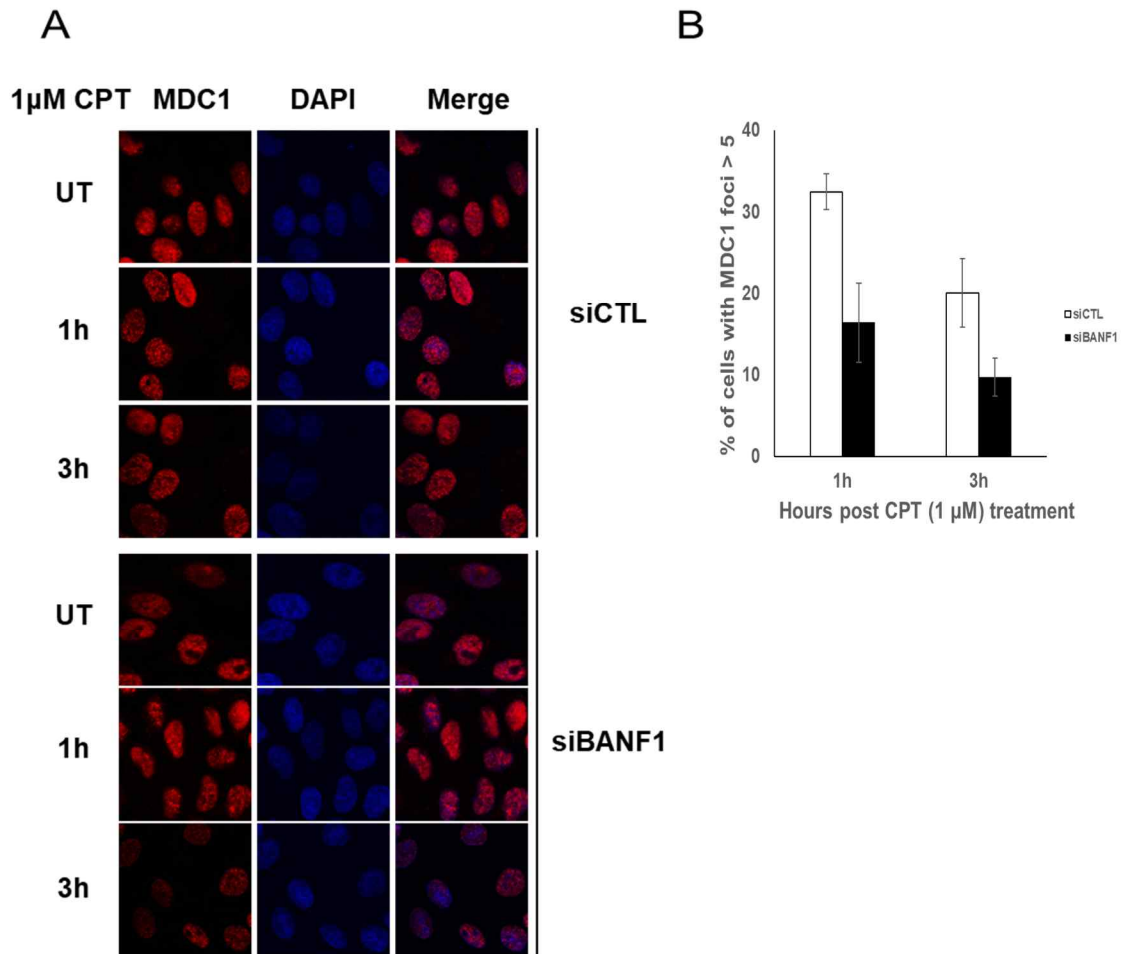 A
1µM CPT MDC1 DAPI Merge
UT
1h
3h
siCTL
UT
1h
3h
siBANF1
B
% of cells with MDC1 foci > 5
40
30
20
10
0
1h 3h
Hours post CPT (1 µM) treatment
siCTL
siBANF1